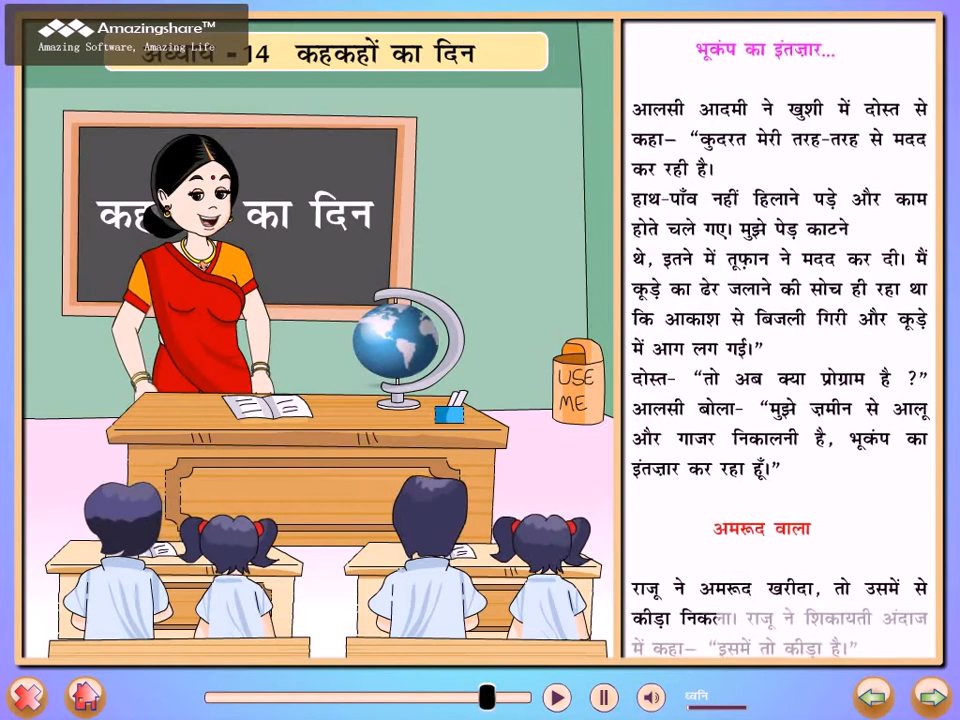 Amazingshare™
Amazing Software, Amazing Life
अध्याय - 14 कहकहों का दिन
कह
का दिन
USE
ME
भूकंप का इंतज़ार...
आलसी आदमी ने खुशी में दोस्त से
कहा– “कुदरत मेरी तरह-तरह से मदद
कर रही है।
हाथ-पाँव नहीं हिलाने पड़े और काम
होते चले गए। मुझे पेड़ काटने
थे, इतने में तूफ़ान ने मदद कर दी। मैं
कूड़े का ढेर जलाने की सोच ही रहा था
कि आकाश से बिजली गिरी और कूड़े
में आग लग गई।”
दोस्त- “तो अब क्या प्रोग्राम है ?”
आलसी बोला- “मुझे ज़मीन से आलू
और गाजर निकालनी है, भूकंप का
इंतज़ार कर रहा हूँ।”
अमरूद वाला
राजू ने अमरूद खरीदा, तो उसमें से
कीड़ा निकला। राजू ने शिकायती अंदाज
में कहा– “इसमें तो कीड़ा है।”
ध्वनि